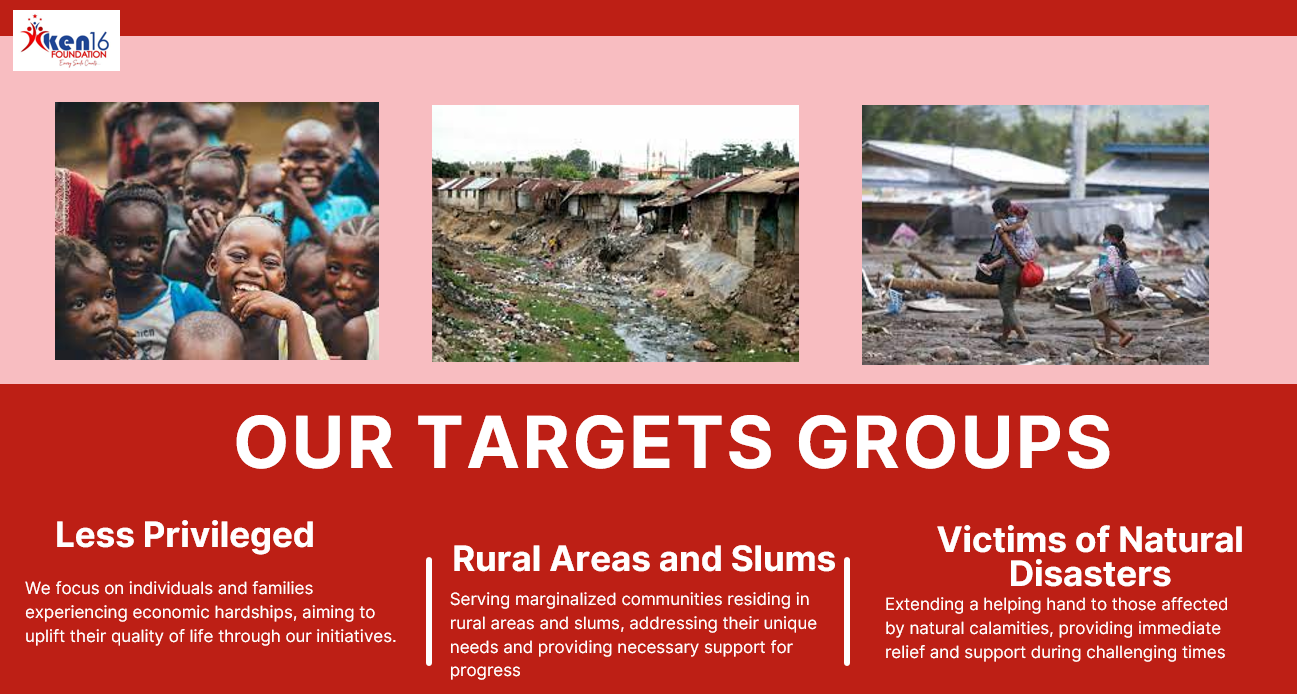 ken16
FOUNDATION
Every Smile Counts...
OUR TARGETS GROUPS
Less Privileged
We focus on individuals and families
experiencing economic hardships, aiming to
uplift their quality of life through our initiatives.
Rural Areas and Slums
Serving marginalized communities residing in
rural areas and slums, addressing their unique
needs and providing necessary support for
progress
Victims of Natural
Disasters
Extending a helping hand to those affected
by natural calamities, providing immediate
relief and support during challenging times